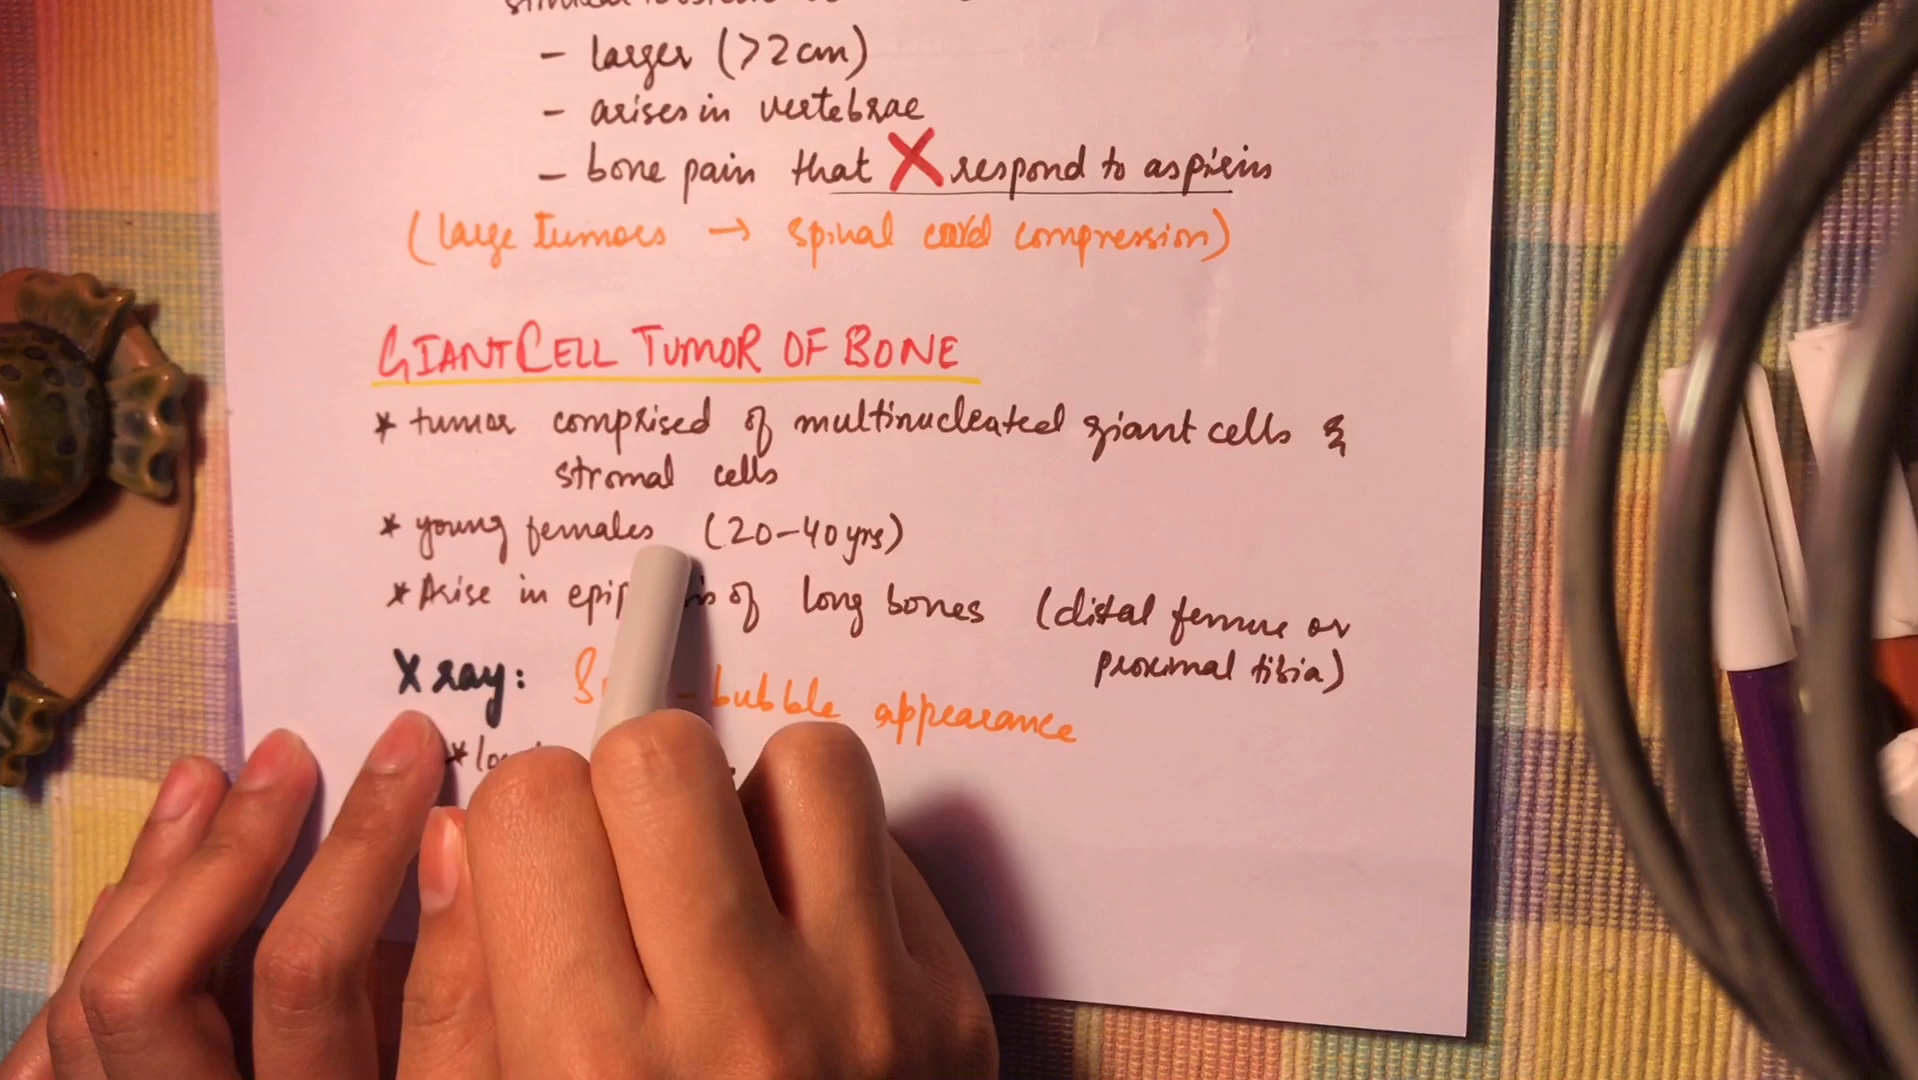 - larger (>2cm)
- arises in vertebrae
- bone pain that X respond to aspirin
(large tumors → spinal cord compression)
GIANT CELL TUMOR OF BONE
* tumor comprised of multinucleated giant cells &
stromal cells
* young females (20-40 yrs)
* Arise in of long bones (distal femur or
proximal tibia)
X ray: -bubble appearance